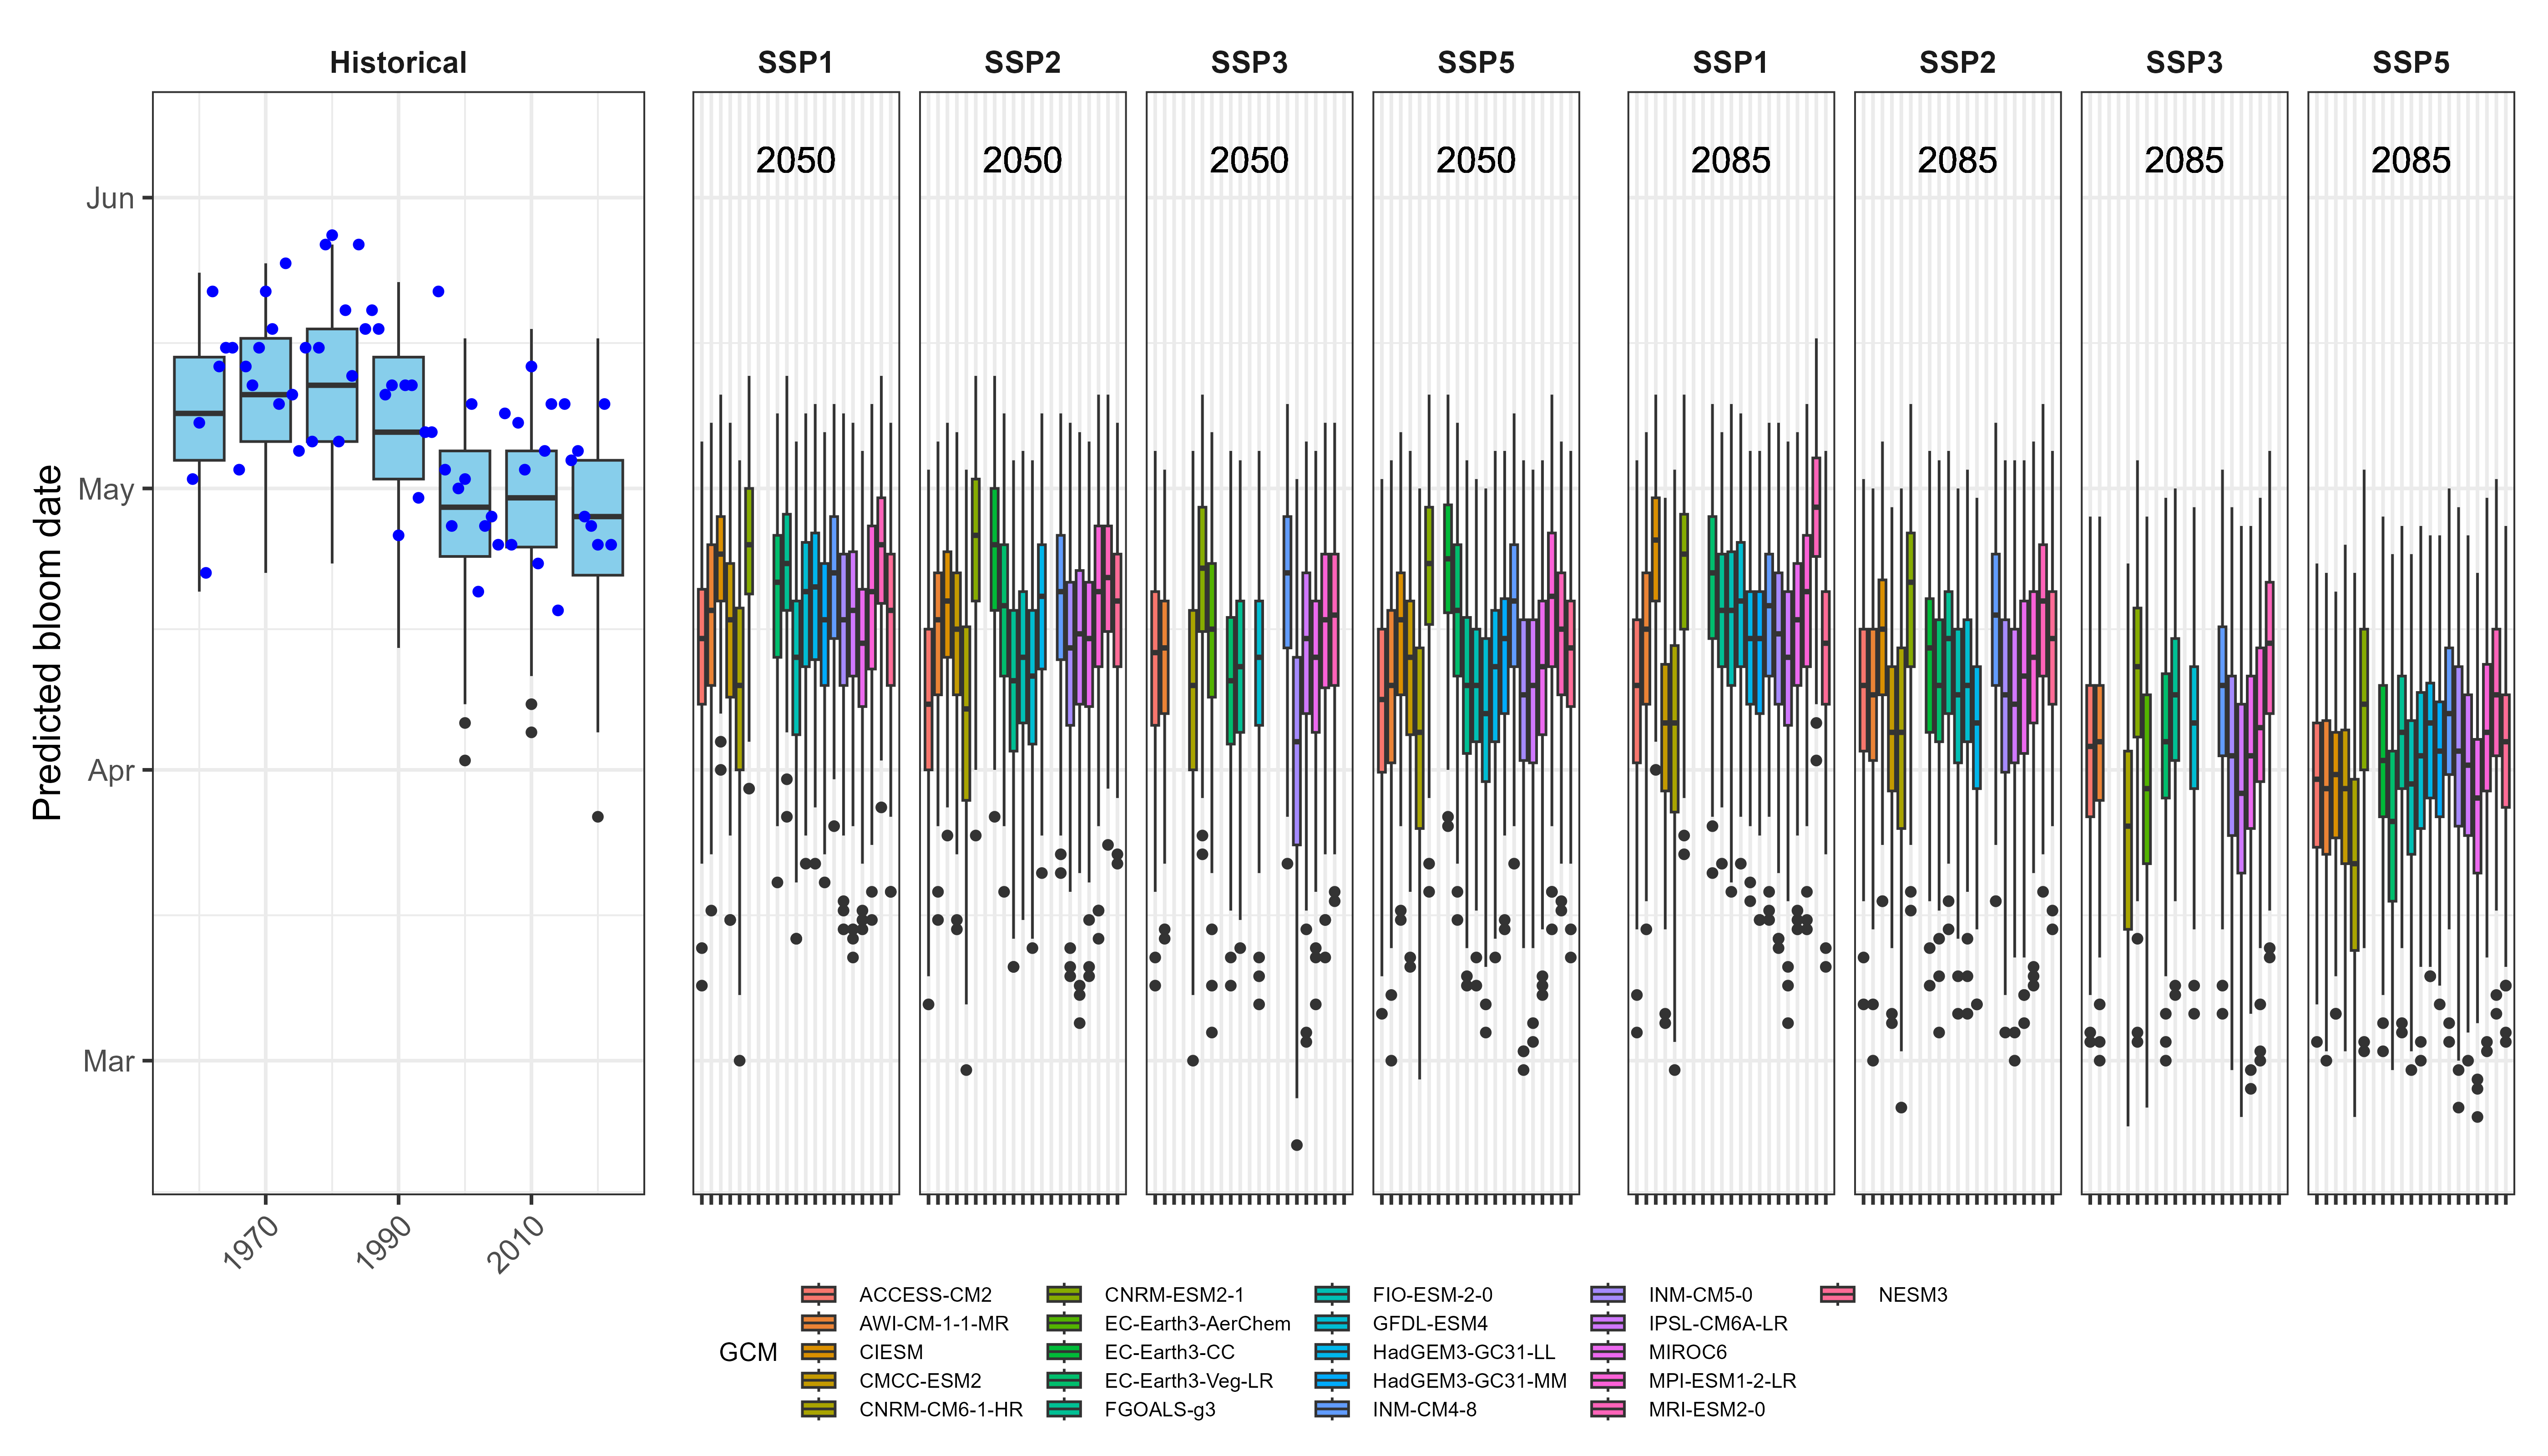 Historical SSP1 SSP2 SSP3 SSP5 SSP1 SSP2 SSP3 SSP5
2050 2050 2050 2050 2085 2085 2085 2085
Jun
May
Apr
Mar
Predicted bloom date
1970 1990 2010
GCM
ACCESS-CM2
AWI-CM-1-1-MR
CIESM
CMCC-ESM2
CNRM-CM6-1-HR
CNRM-ESM2-1
EC-Earth3-AerChem
EC-Earth3-CC
EC-Earth3-Veg-LR
FGOALS-g3
FIO-ESM-2-0
GFDL-ESM4
HadGEM3-GC31-LL
HadGEM3-GC31-MM
INM-CM4-8
INM-CM5-0
IPSL-CM6A-LR
MIROC6
MPI-ESM1-2-LR
MRI-ESM2-0
NESM3